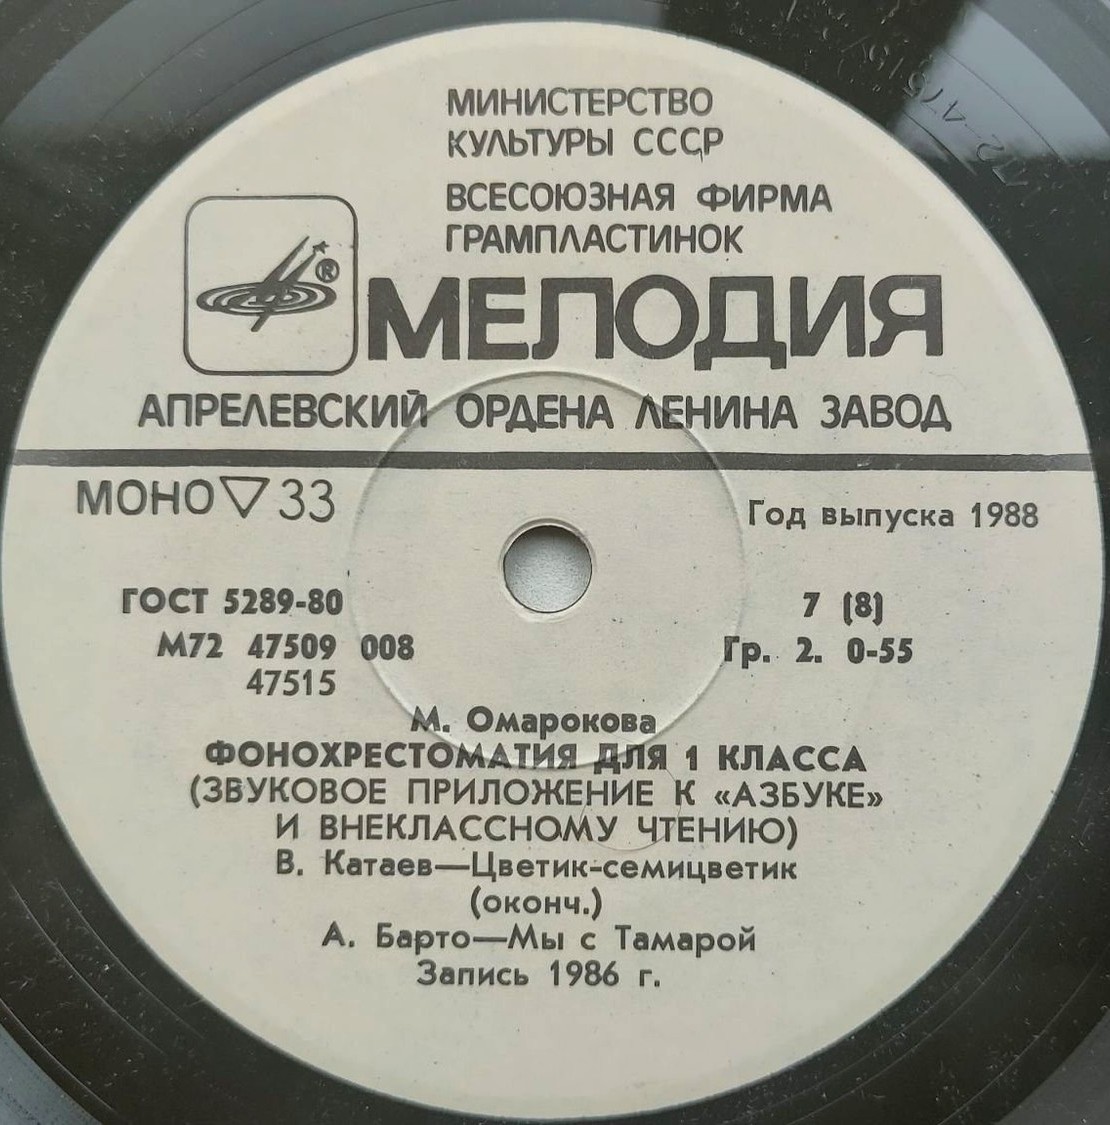 МИНИСТЕРСТВО
КУЛЬТУРЫ СССР
ВСЕСОЮЗНАЯ ФИРМА
ГРАМПЛАСТИНОК
®
МЕЛОДИЯ
АПРЕЛЕВСКИЙ ОРДЕНА ЛЕНИНА ЗАВОД
МОНО ▽ 33
Год выпуска 1988
ГОСТ 5289-80
7 (8)
М72 47509 008
Гр. 2. 0-55
47515
М. Омарокова
ФОНОХРЕСТОМАТИЯ ДЛЯ 1 КЛАССА
(ЗВУКОВОЕ ПРИЛОЖЕНИЕ К «АЗБУКЕ»
И ВНЕКЛАССНОМУ ЧТЕНИЮ)
В. Катаев—Цветик-семицветик
(оконч.)
А. Барто—Мы с Тамарой
Запись 1986 г.